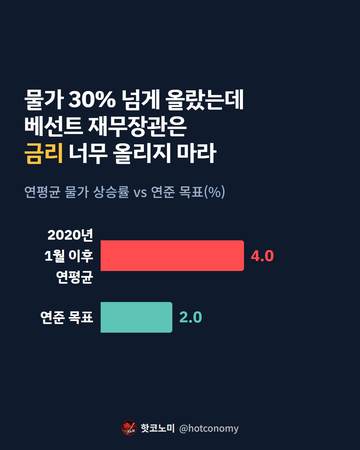 물가 30% 넘게 올랐는데
베선트 재무장관은
금리 너무 올리지 마라
연평균 물가 상승률 vs 연준 목표(%)
2020년
1월 이후
연평균
4.0
연준 목표
2.0
핫코노미 @hotconomy